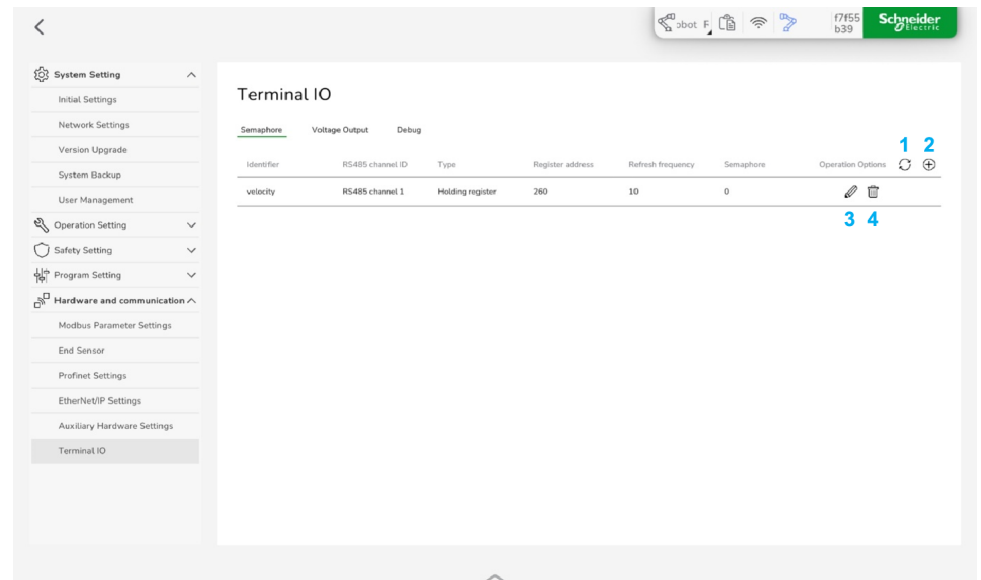 obot F
f7f55
b39
Schneider
Electric
System Setting
Initial Settings
Network Settings
Version Upgrade
System Backup
User Management
Operation Setting
Safety Setting
Program Setting
Hardware and communication
Modbus Parameter Settings
End Sensor
Profinet Settings
EtherNet/IP Settings
Auxiliary Hardware Settings
Terminal IO
Terminal IO
Semaphore Voltage Output Debug
1 2
Identifier RS485 channel ID Type Register address Refresh frequency Semaphore Operation Options
velocity RS485 channel 1 Holding register 260 10 0
3 4